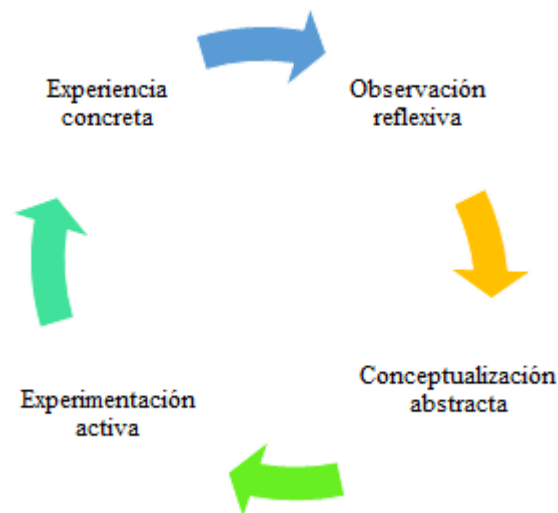 Experiencia
concreta
Observación
reflexiva
Conceptualización
abstracta
Experimentación
activa